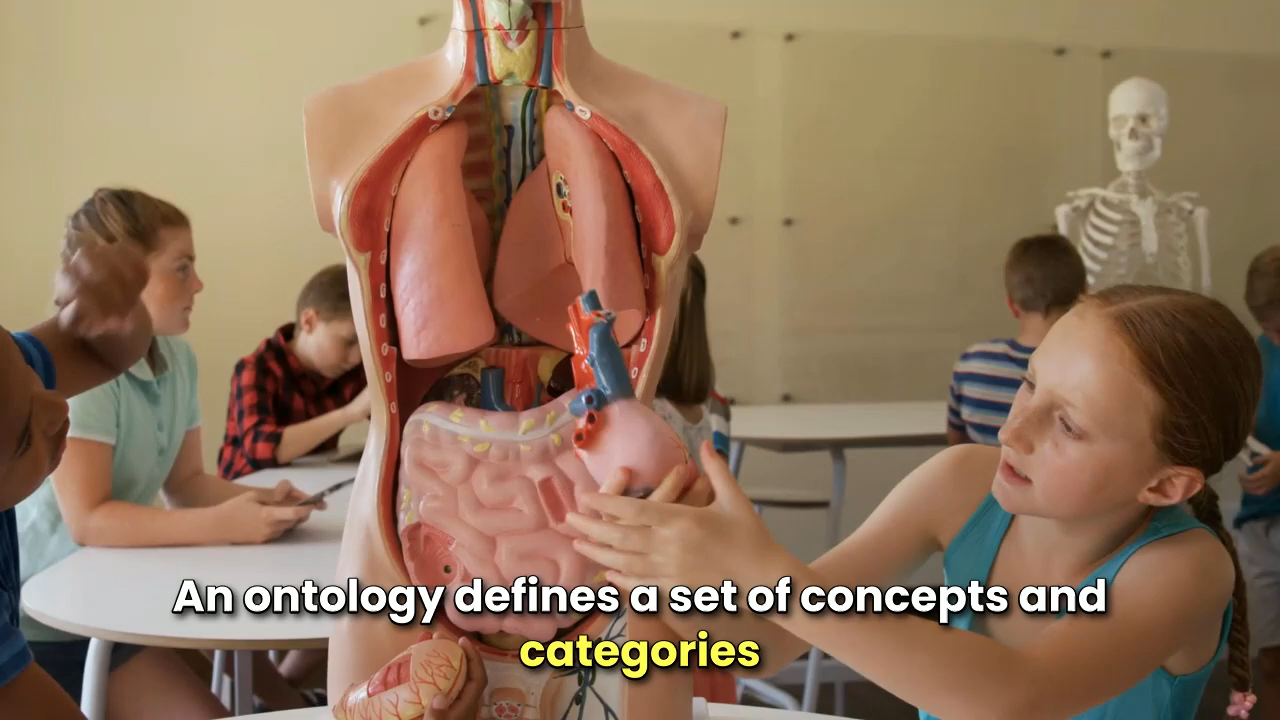 An ontology defines a set of concepts and
categories